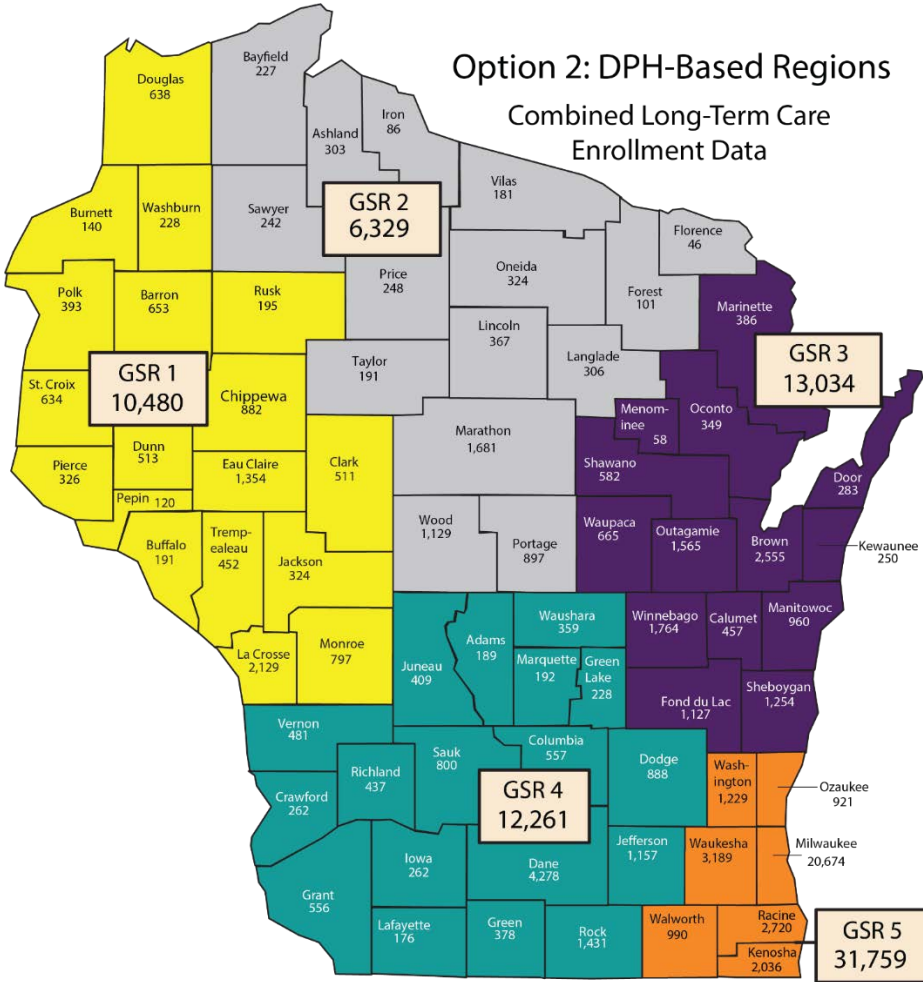 Option 2: DPH-Based Regions
Combined Long-Term Care
Enrollment Data
Douglas
638
Bayfield
227
Ashland
303
Iron
86
Vilas
181
Burnett
140
Washburn
228
Sawyer
242
GSR 2
6,329
Florence
46
Price
248
Oneida
324
Forest
101
Polk
393
Barron
653
Rusk
195
Marinette
386
Lincoln
367
Langlade
306
Taylor
191
GSR 1
10,480
GSR 3
13,034
St. Croix
634
Chippewa
882
Menom-
inee
58
Oconto
349
Marathon
1,681
Dunn
513
Eau Claire
1,354
Clark
511
Shawano
582
Pierce
326
Door
283
Pepin 120
Wood
1,129
Portage
897
Waupaca
665
Outagamie
1,565
Brown
2,555
Kewaunee
250
Buffalo
191
Tremp-
ealeau
452
Jackson
324
Waushara
359
Winnebago
1,764
Calumet
457
Manitowoc
960
La Crosse
2,129
Monroe
797
Juneau
409
Adams
189
Marquette
192
Green
Lake
228
Fond du Lac
1,127
Sheboygan
1,254
Vernon
481
Sauk
800
Columbia
557
Dodge
888
Wash-
ington
1,229
Ozaukee
921
Richland
437
Crawford
262
GSR 4
12,261
Jefferson
1,157
Waukesha
3,189
Milwaukee
20,674
Iowa
262
Dane
4,278
Grant
556
Lafayette
176
Green
378
Rock
1,431
Walworth
990
Racine
2,720
Kenosha
2,036
GSR 5
31,759